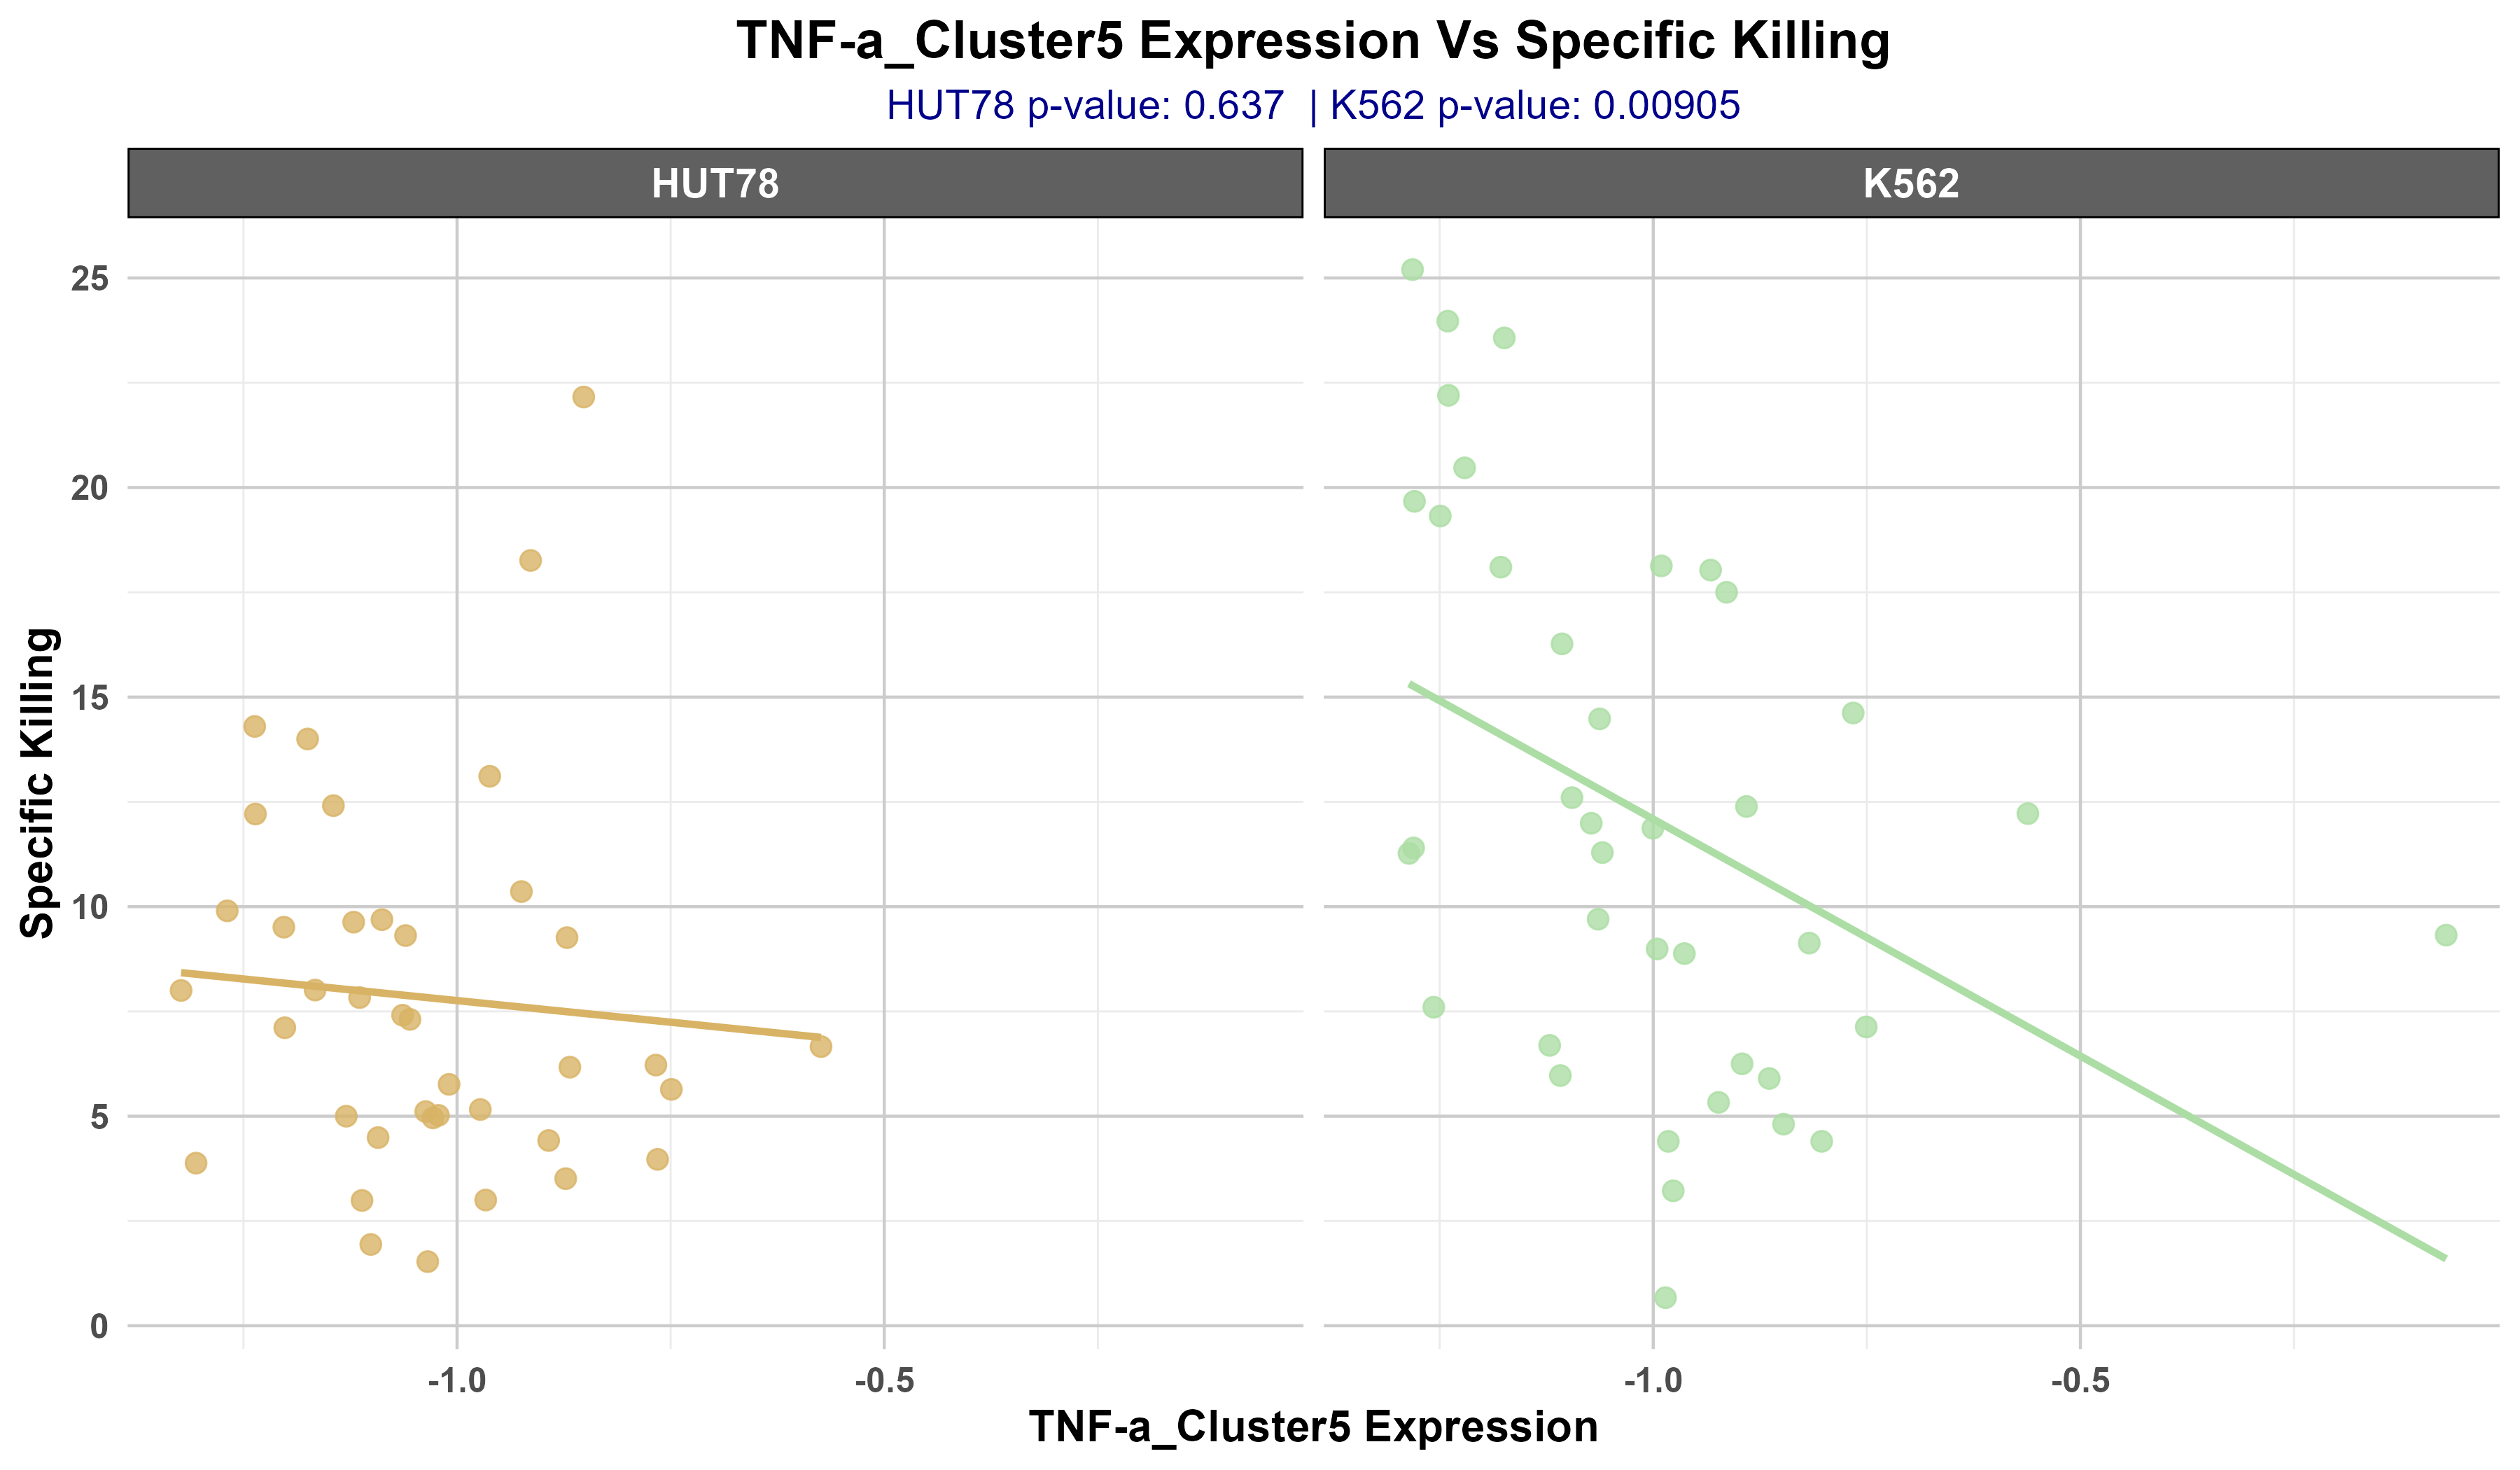 TNF-a_Cluster5 Expression Vs Specific Killing
HUT78 p-value: 0.637 | K562 p-value: 0.00905
HUT78
K562
25
20
15
10
5
0
Specific Killing
-1.0
-0.5
-1.0
-0.5
TNF-a_Cluster5 Expression